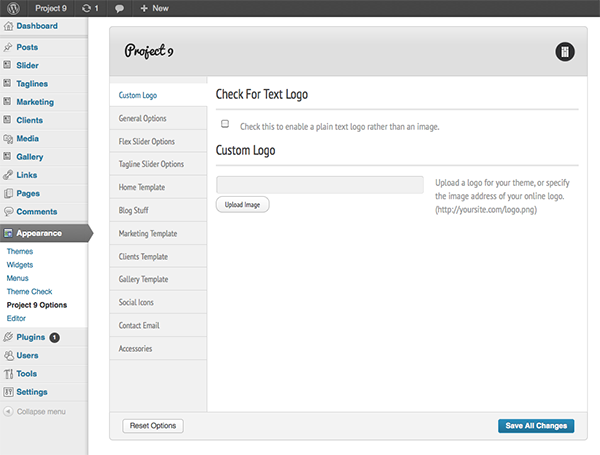 Project 9 1 + New
Dashboard
Posts
Slider
Taglines
Marketing
Clients
Media
Gallery
Links
Pages
Comments
Appearance
Themes
Widgets
Menus
Theme Check
Project 9 Options
Editor
Plugins 1
Users
Tools
Settings
Collapse menu
Project 9
Custom Logo
General Options
Flex Slider Options
Tagline Slider Options
Home Template
Blog Stuff
Marketing Template
Clients Template
Gallery Template
Social Icons
Contact Email
Accessories
Check For Text Logo
Check this to enable a plain text logo rather than an image.
Custom Logo
Upload Image
Upload a logo for your theme, or specify
the image address of your online logo.
(http://yoursite.com/logo.png)
Reset Options
Save All Changes